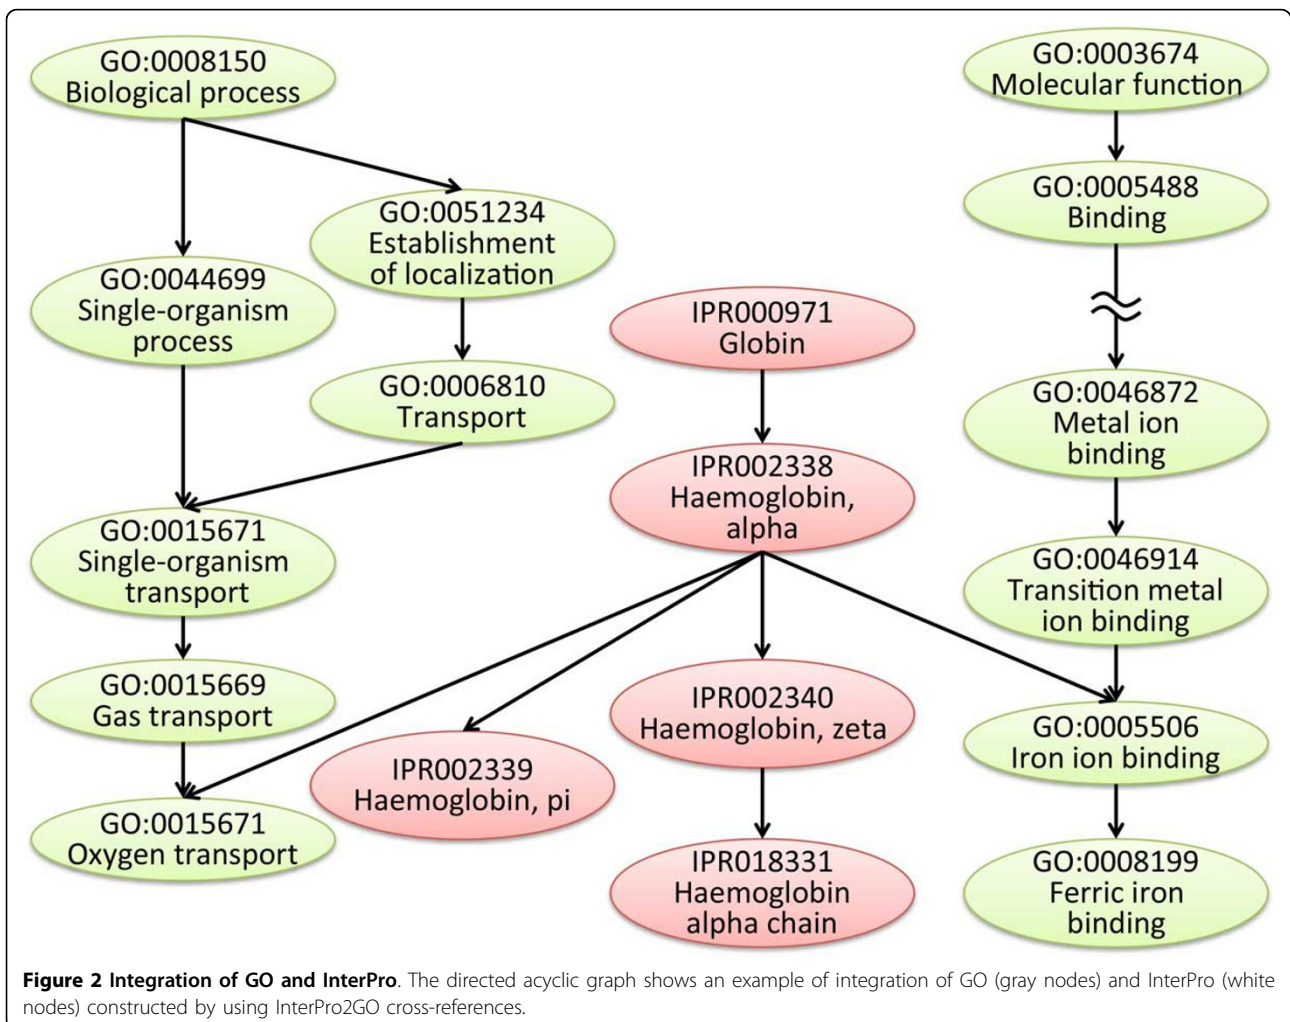 GO:0008150
Biological process
GO:0003674
Molecular function
GO:0051234
Establishment
of localization
GO:0005488
Binding
GO:0044699
Single-organism
process
IPR000971
Globin
GO:0006810
Transport
GO:0046872
Metal ion
binding
IPR002338
Haemoglobin,
alpha
GO:0015671
Single-organism
transport
GO:0046914
Transition metal
ion binding
GO:0015669
Gas transport
IPR002340
Haemoglobin, zeta
GO:0005506
Iron ion binding
IPR002339
Haemoglobin, pi
GO:0015671
Oxygen transport
IPR018331
Haemoglobin
alpha chain
GO:0008199
Ferric iron
binding
Figure 2 Integration of GO and InterPro. The directed acyclic graph shows an example of integration of GO (gray nodes) and InterPro (white
nodes) constructed by using InterPro2GO cross-references.